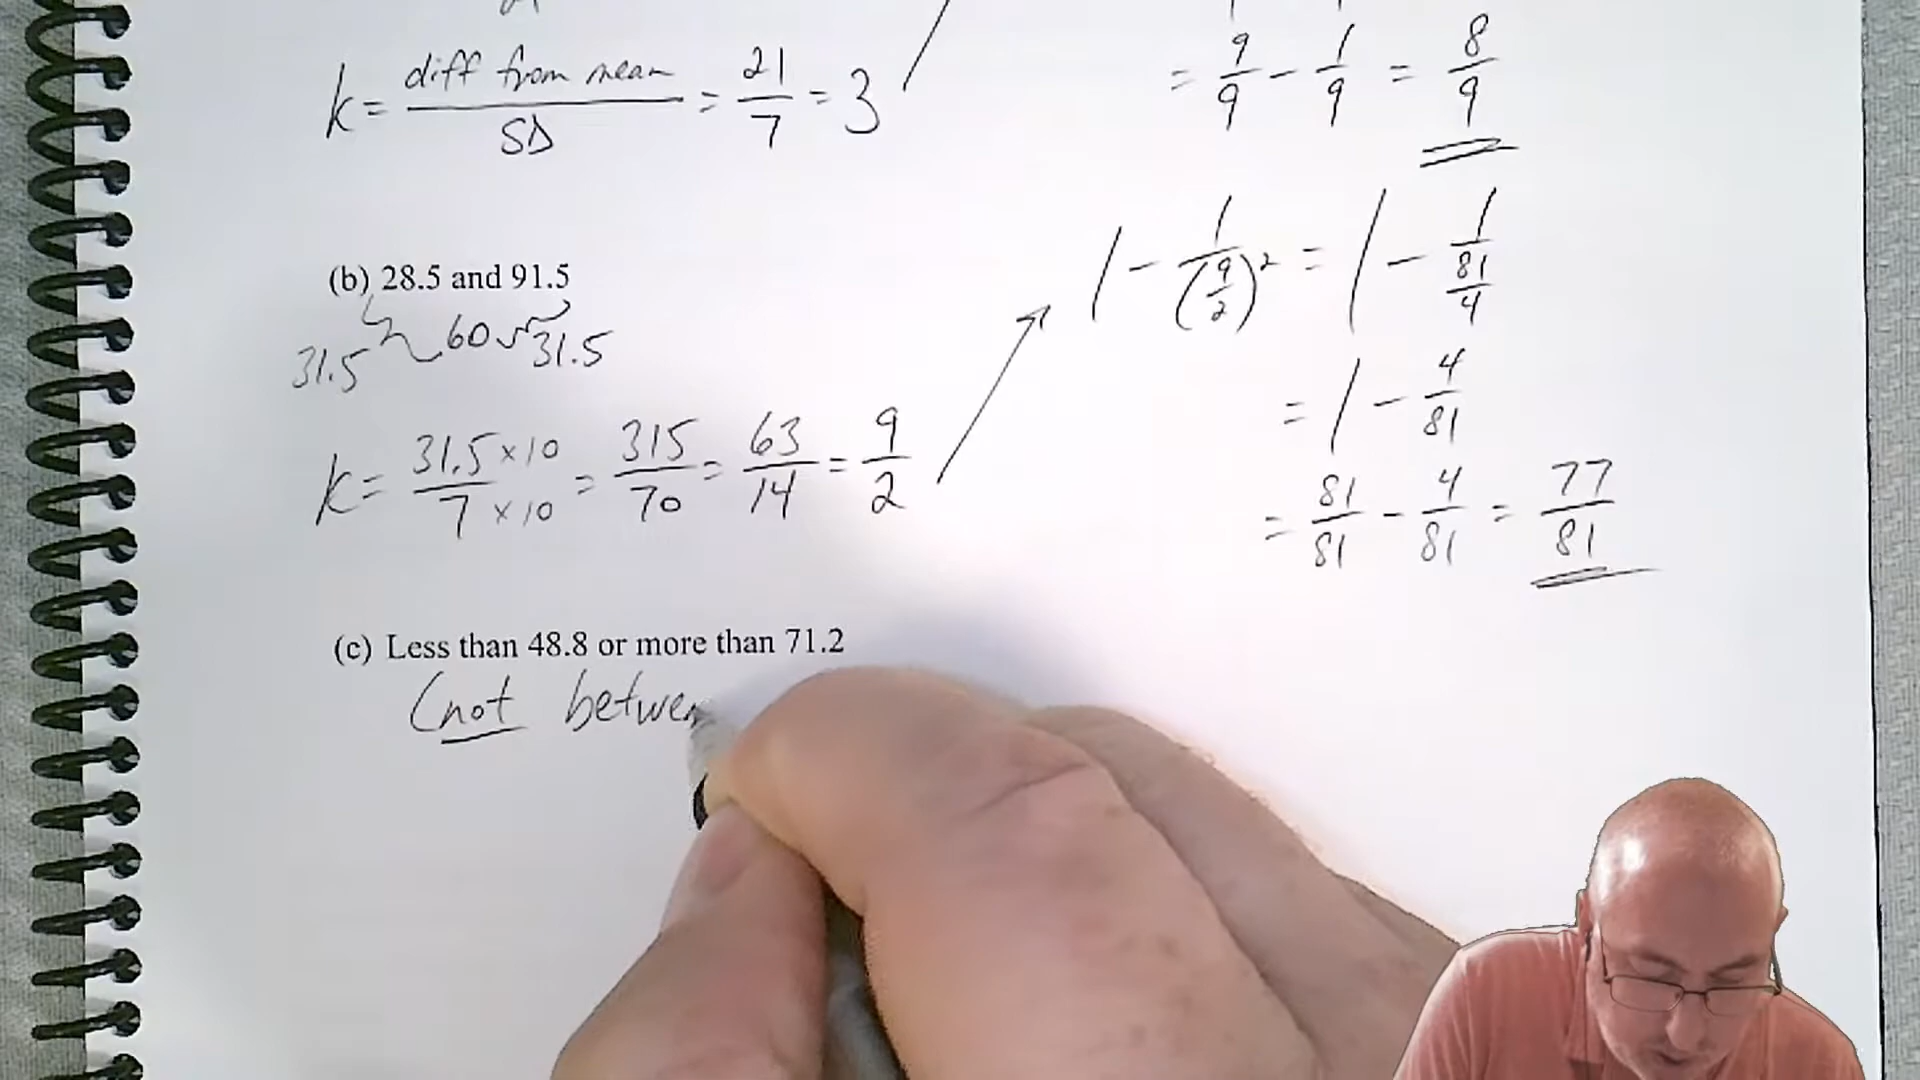 k = diff from mean / SD = 21/7 = 3
= 9/9 - 1/9 = 8/9
(b) 28.5 and 91.5
31.5 60 31.5
k = 31.5 × 10 / 7 × 10 = 315/70 = 63/14 = 9/2
1 - 1/(9/2)² = 1 - 1/(81/4)
= 1 - 4/81
= 81/81 - 4/81 = 77/81
(c) Less than 48.8 or more than 71.2
(not